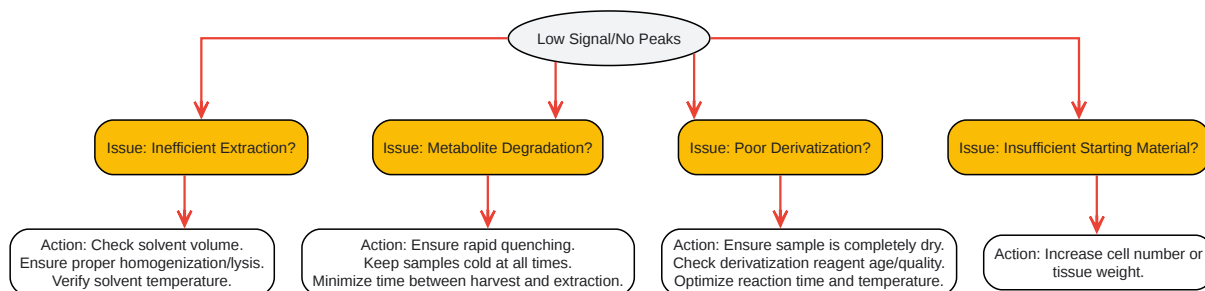 Low Signal/No Peaks
Issue: Inefficient Extraction?
Issue: Metabolite Degradation?
Issue: Poor Derivatization?
Issue: Insufficient Starting Material?
Action: Check solvent volume.
Ensure proper homogenization/lysis.
Verify solvent temperature.
Action: Ensure rapid quenching.
Keep samples cold at all times.
Minimize time between harvest and extraction.
Action: Ensure sample is completely dry.
Check derivatization reagent age/quality.
Optimize reaction time and temperature.
Action: Increase cell number or
tissue weight.